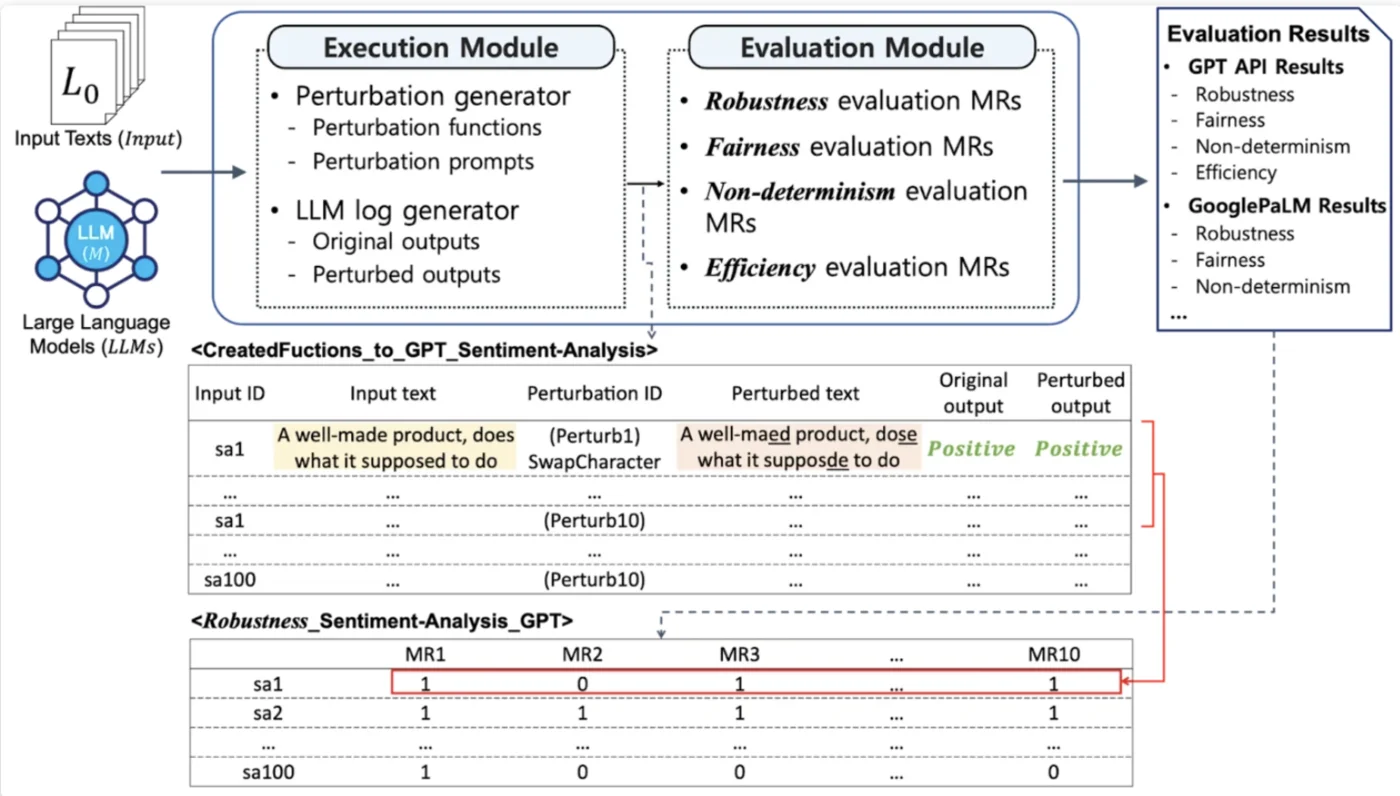 L0
Input Texts (Input)
LLM
(M)
Large Language
Models (LLMs)
Execution Module
• Perturbation generator
- Perturbation functions
- Perturbation prompts
• LLM log generator
- Original outputs
- Perturbed outputs
Evaluation Module
• Robustness evaluation MRs
• Fairness evaluation MRs
• Non-determinism evaluation
MRs
• Efficiency evaluation MRs
Evaluation Results
• GPT API Results
- Robustness
- Fairness
- Non-determinism
- Efficiency
• GooglePaLM Results
- Robustness
- Fairness
- Non-determinism
...
<CreatedFuctions_to_GPT_Sentiment-Analysis>
Input ID Input text Perturbation ID Perturbed text Original output Perturbed output
sa1 A well-made product, does what it supposed to do (Perturb1) SwapCharacter A well-maed product, dose what it supposde to do Positive Positive
... ... ... ... ... ...
sa1 ... (Perturb10) ... ... ...
... ... ... ... ... ...
sa100 ... (Perturb10) ... ... ...
<Robustness_Sentiment-Analysis_GPT>
MR1 MR2 MR3 ... MR10
sa1 1 0 1 ... 1
sa2 1 1 1 ... 1
... ... ... ... ... ...
sa100 1 0 0 ... 0